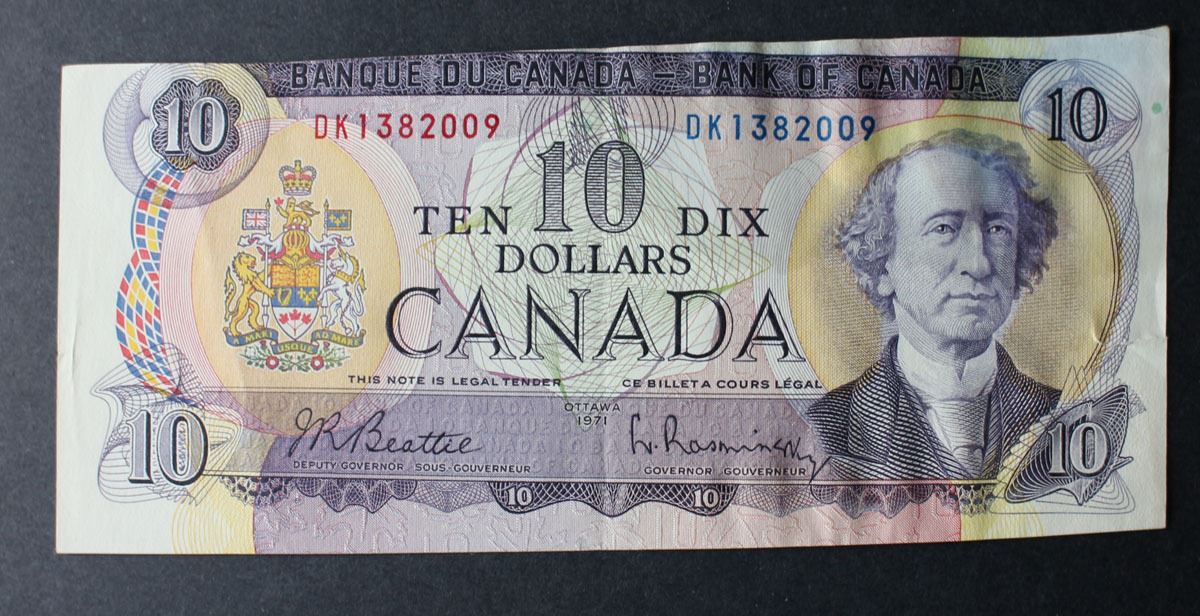 BANQUE DU CANADA – BANK OF CANADA
10
10
DK1382009
DK1382009
10
TEN
DIX
DOLLARS
CANADA
A MARI USQUE AD MARE
THIS NOTE IS LEGAL TENDER
CE BILLET A COURS LÉGAL
OTTAWA
1971
10
J.R. Beattie
L. Rasminsky
10
DEPUTY GOVERNOR SOUS-GOUVERNEUR
GOVERNOR GOUVERNEUR
10
10